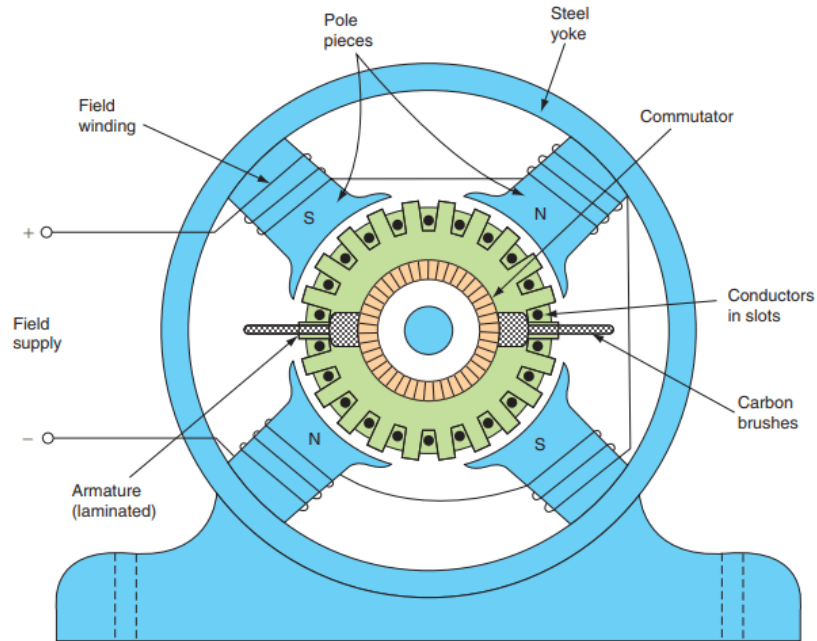 Steel
yoke
Pole
pieces
Field
winding
Commutator
S
N
+
Conductors
in slots
Field
supply
Carbon
brushes
−
N
S
Armature
(laminated)